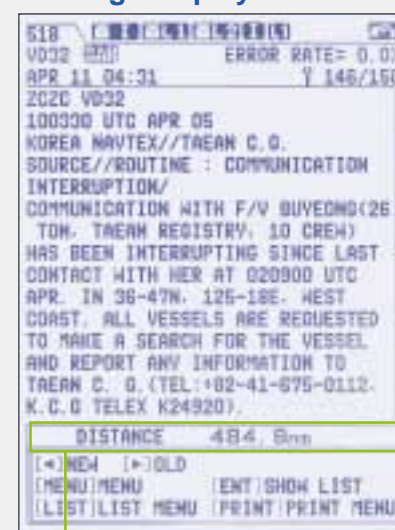 518
VD32 ERROR RATE= 0.0
APR 11 04:31 146/150
ZCZC VD32
100330 UTC APR 05
KOREA NAVTEX//TAEAN C.G.
SOURCE//ROUTINE : COMMUNICATION
INTERRUPTION/
COMMUNICATION WITH F/V BUYEONG(26
TON, TAEAN REGISTRY, 10 CREW)
HAS BEEN INTERRUPTING SINCE LAST
CONTACT WITH HER AT 020900 UTC
APR. IN 36-47N, 125-18E, WEST
COAST. ALL VESSELS ARE REQUESTED
TO MAKE A SEARCH FOR THE VESSEL
AND REPORT ANY INFORMATION TO
TAEAN C. G.(TEL:+82-41-675-0112,
K.C.G TELEX K24920).
DISTANCE 484.8nm
[◄]NEW [►]OLD
[MENU]MENU [ENT]SHOW LIST
[LIST]LIST MENU [PRINT]PRINT MENU